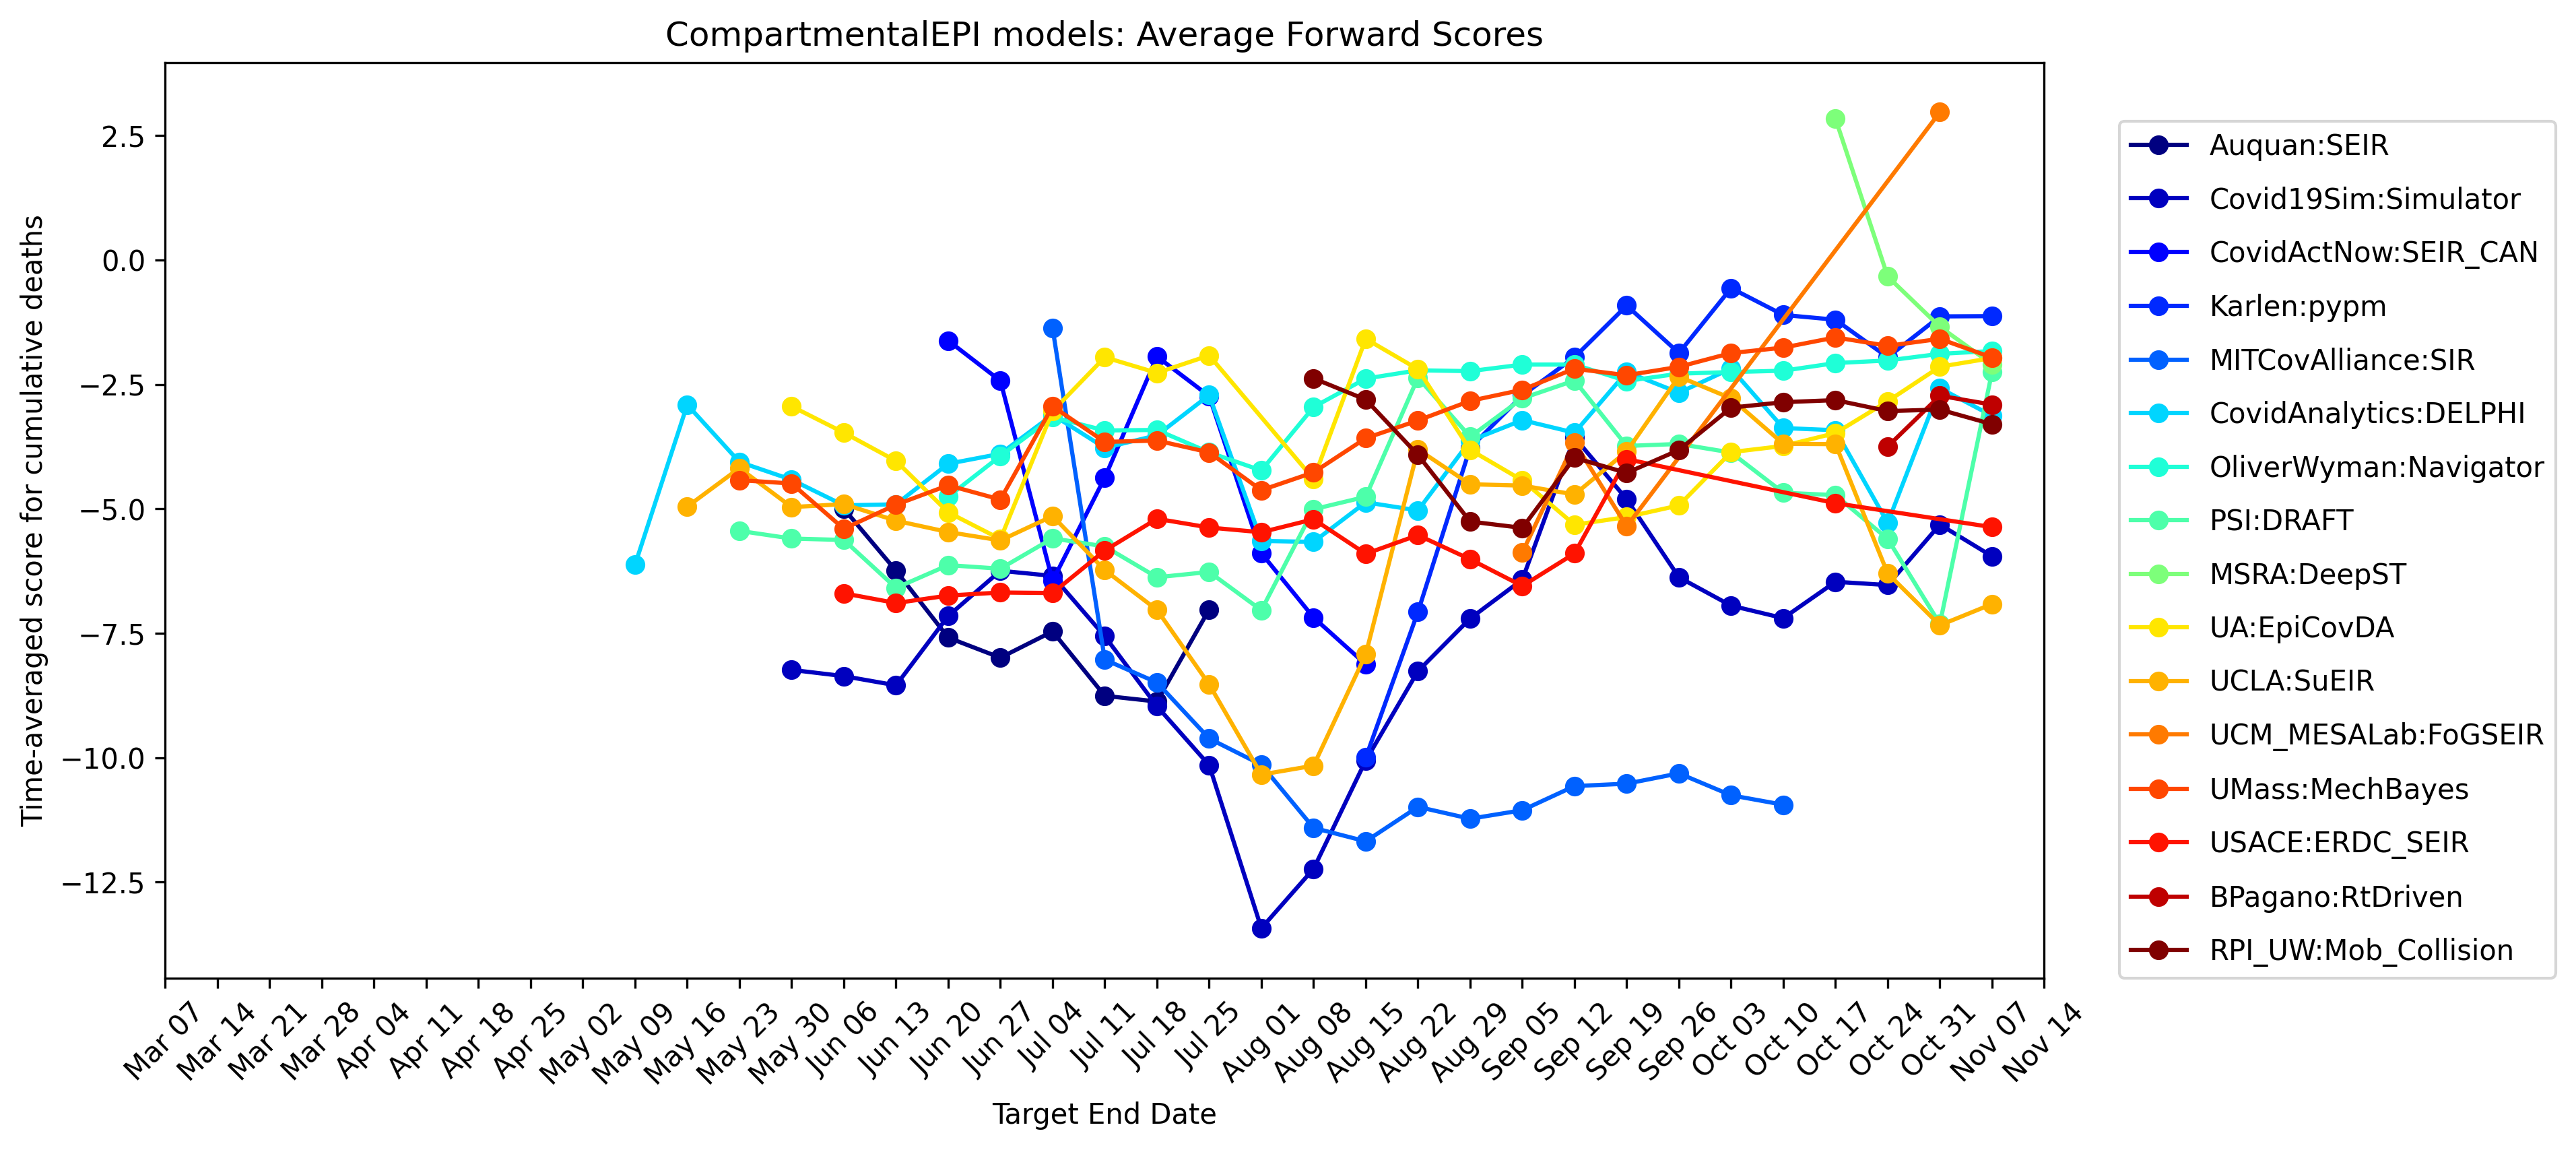 CompartmentalEPI models: Average Forward Scores
Time-averaged score for cumulative deaths
2.5
0.0
−2.5
−5.0
−7.5
−10.0
−12.5
Mar 07
Mar 14
Mar 21
Mar 28
Apr 04
Apr 11
Apr 18
Apr 25
May 02
May 09
May 16
May 23
May 30
Jun 06
Jun 13
Jun 20
Jun 27
Jul 04
Jul 11
Jul 18
Jul 25
Aug 01
Aug 08
Aug 15
Aug 22
Aug 29
Aug 05
Sep 12
Sep 19
Sep 26
Oct 03
Oct 10
Oct 17
Oct 24
Oct 31
Nov 07
Nov 14
Target End Date
Auquan:SEIR
Covid19Sim:Simulator
CovidActNow:SEIR_CAN
Karlen:pypm
MITCovAlliance:SIR
CovidAnalytics:DELPHI
OliverWyman:Navigator
PSI:DRAFT
MSRA:DeepST
UA:EpiCovDA
UCLA:SuEIR
UCM_MESALab:FoGSEIR
UMass:MechBayes
USACE:ERDC_SEIR
BPagano:RtDriven
RPI_UW:Mob_Collision